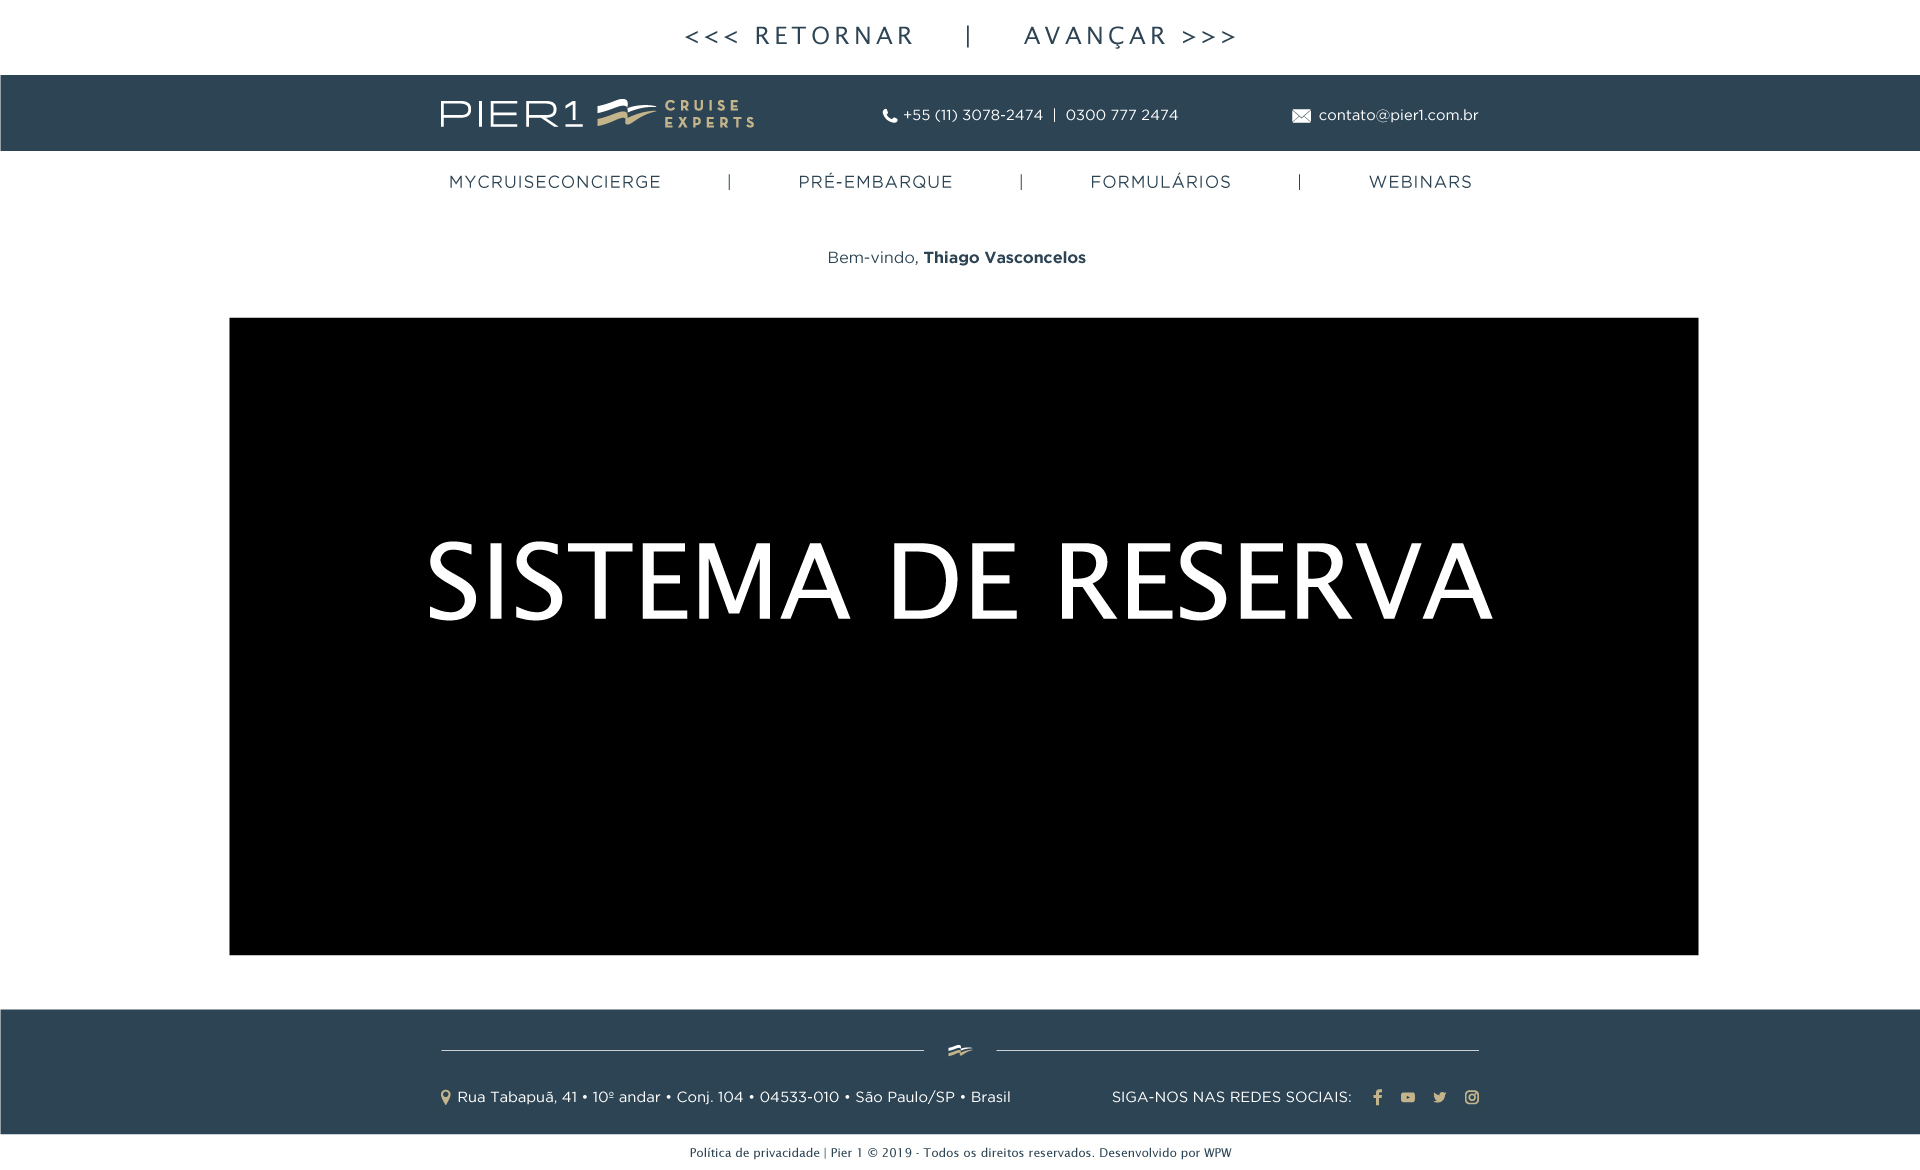 <<< RETORNAR | AVANÇAR >>>
PIER1 CRUISE EXPERTS
+55 (11) 3078-2474 | 0300 777 2474
contato@pier1.com.br
MYCRUISECONCIERGE | PRÉ-EMBARQUE | FORMULÁRIOS | WEBINARS
Bem-vindo, Thiago Vasconcelos
SISTEMA DE RESERVA
Rua Tabapuã, 41 • 10º andar • Conj. 104 • 04533-010 • São Paulo/SP • Brasil
SIGA-NOS NAS REDES SOCIAIS:
Política de privacidade | Pier 1 © 2019 - Todos os direitos reservados. Desenvolvido por WPW